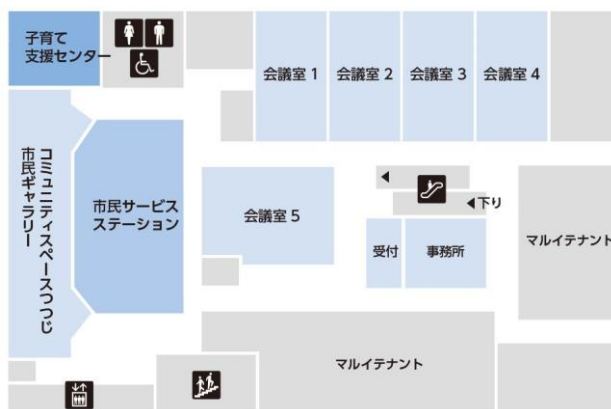 子育て
支援センター
会議室 1
会議室 2
会議室 3
会議室 4
コミュニティスペースつつじ
市民ギャラリー
市民サービス
ステーション
会議室 5
◀
◀下り
受付
事務所
マルイテナント
マルイテナント